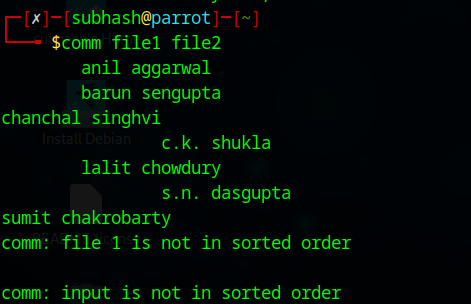 ┌─[✗]─[subhash@parrot]─[~]
└──╼ $comm file1 file2
        anil aggarwal
        barun sengupta
chanchal singhvi
                c.k. shukla
        lalit chowdury
                s.n. dasgupta
sumit chakrobarty
comm: file 1 is not in sorted order

comm: input is not in sorted order
Install Debian